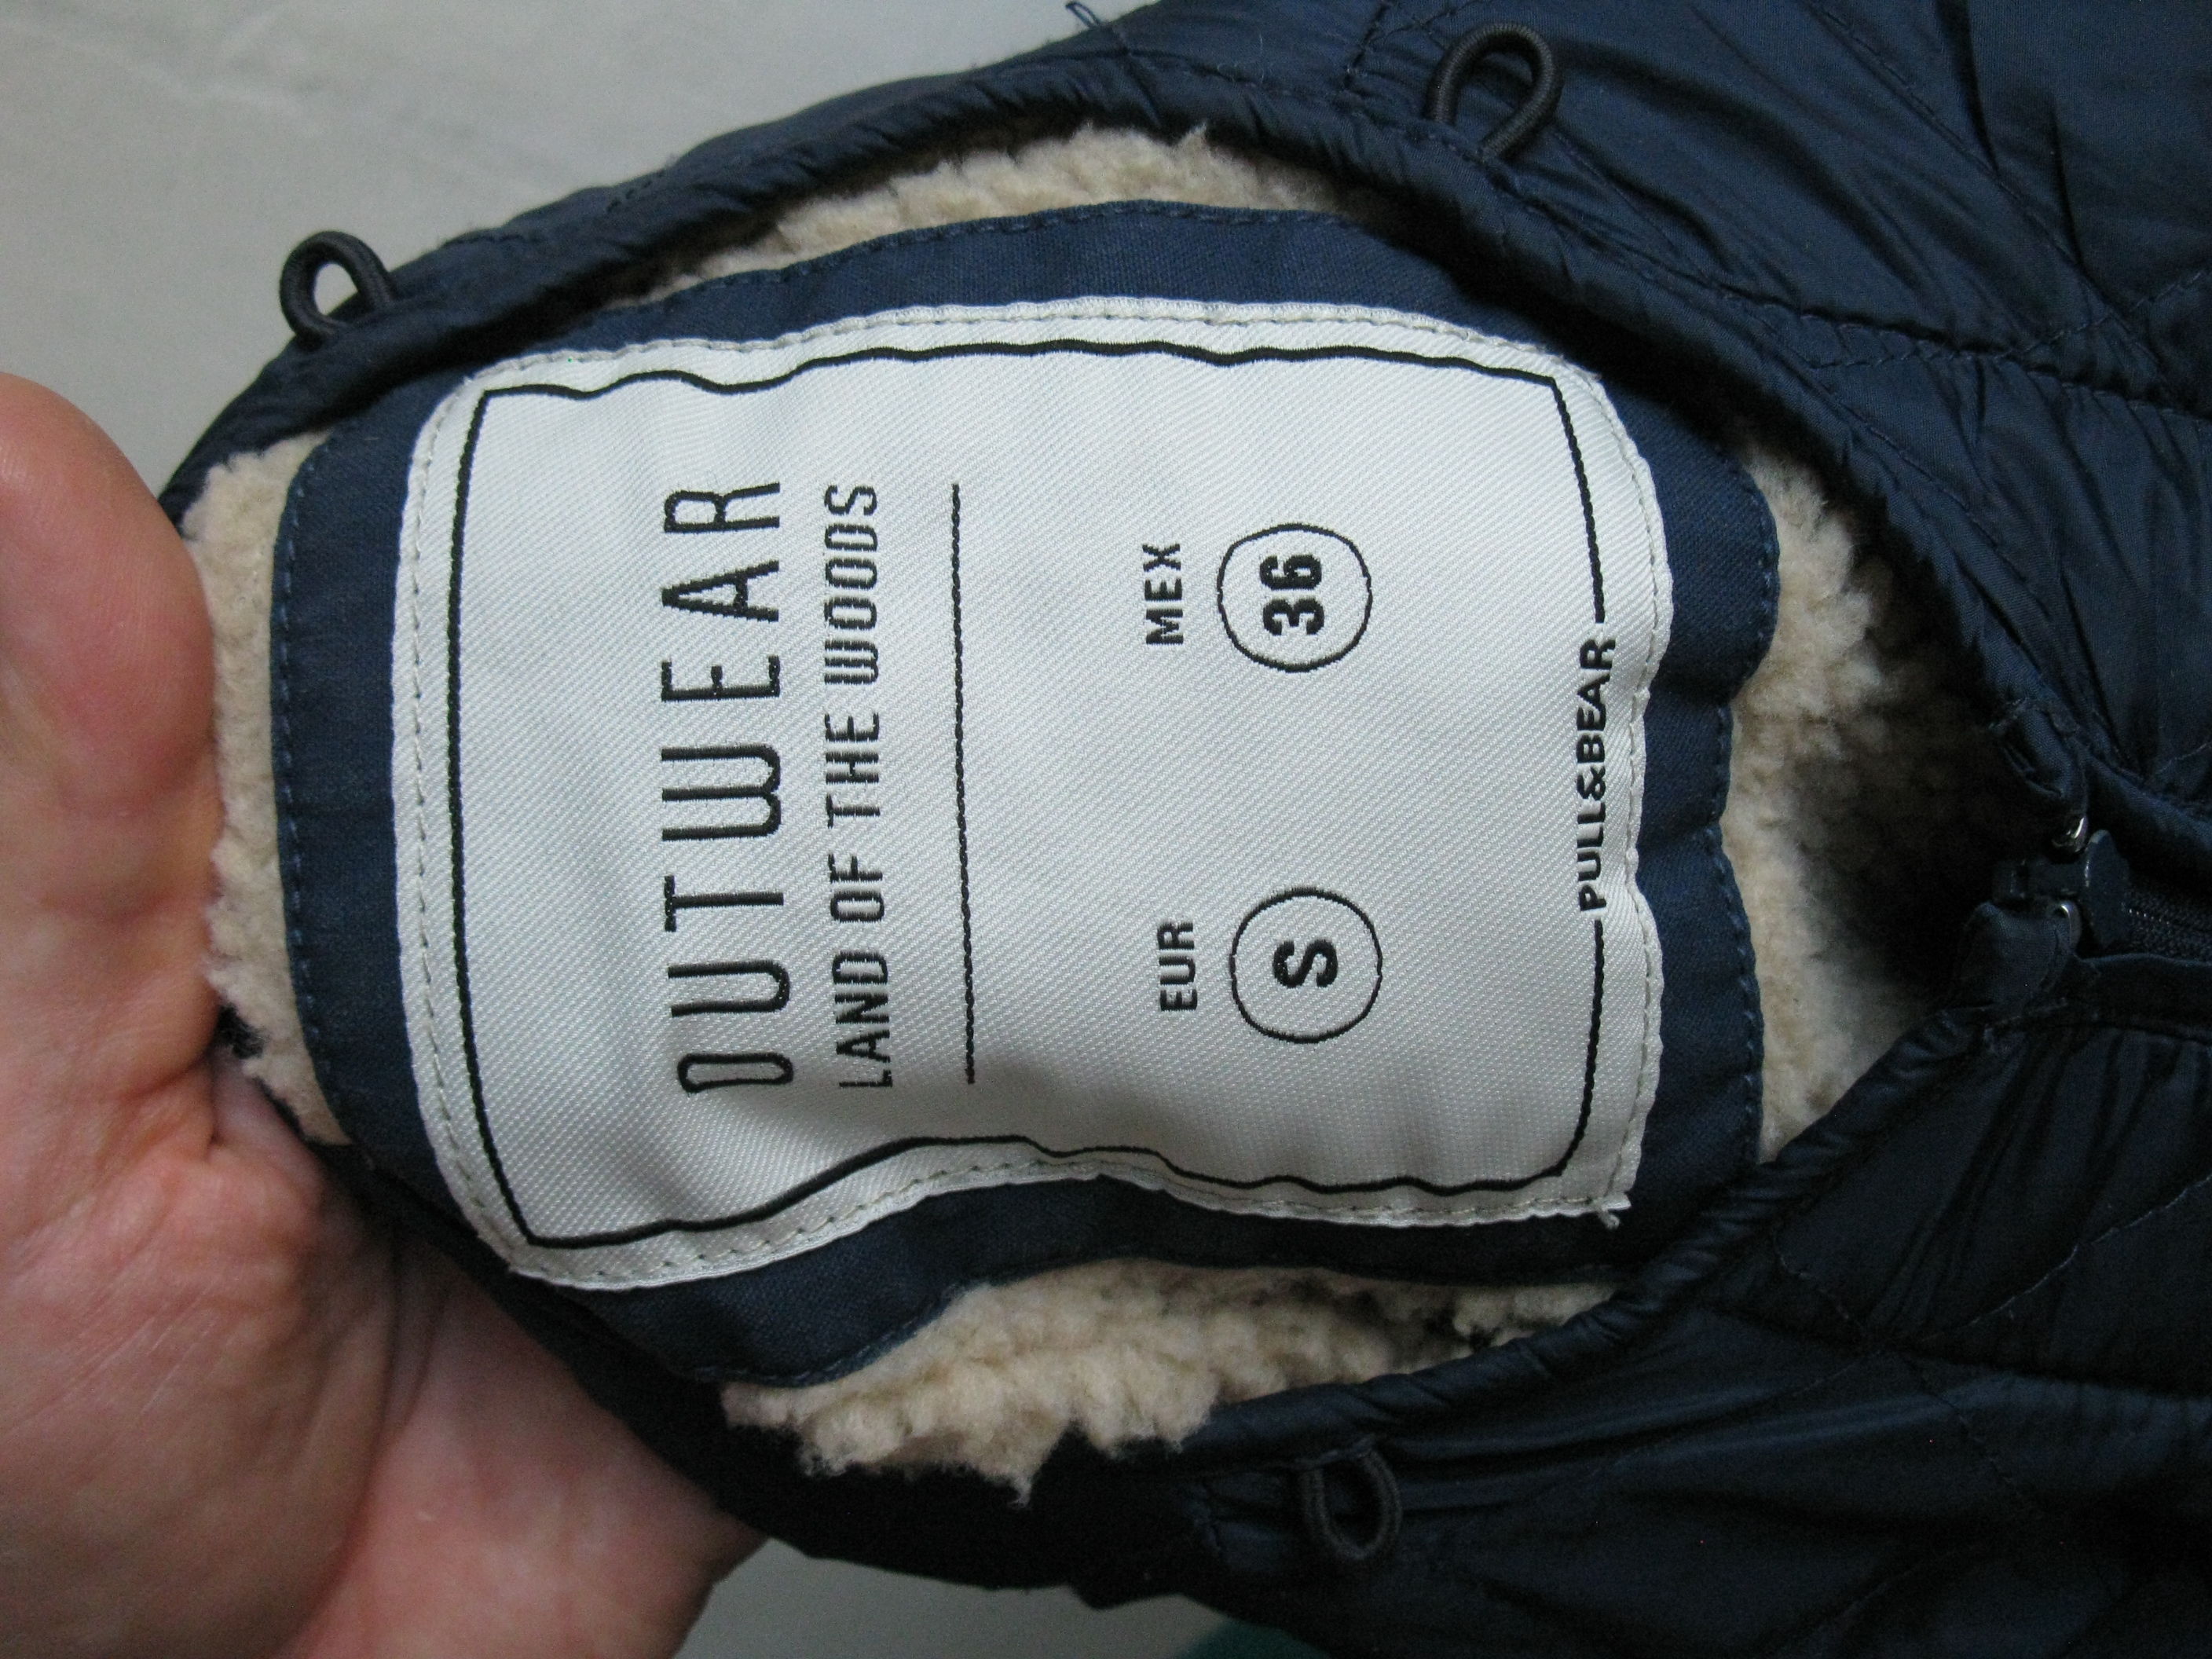 OUTWEAR
LAND OF THE WOODS
EUR MEX
S 36
PULL&BEAR